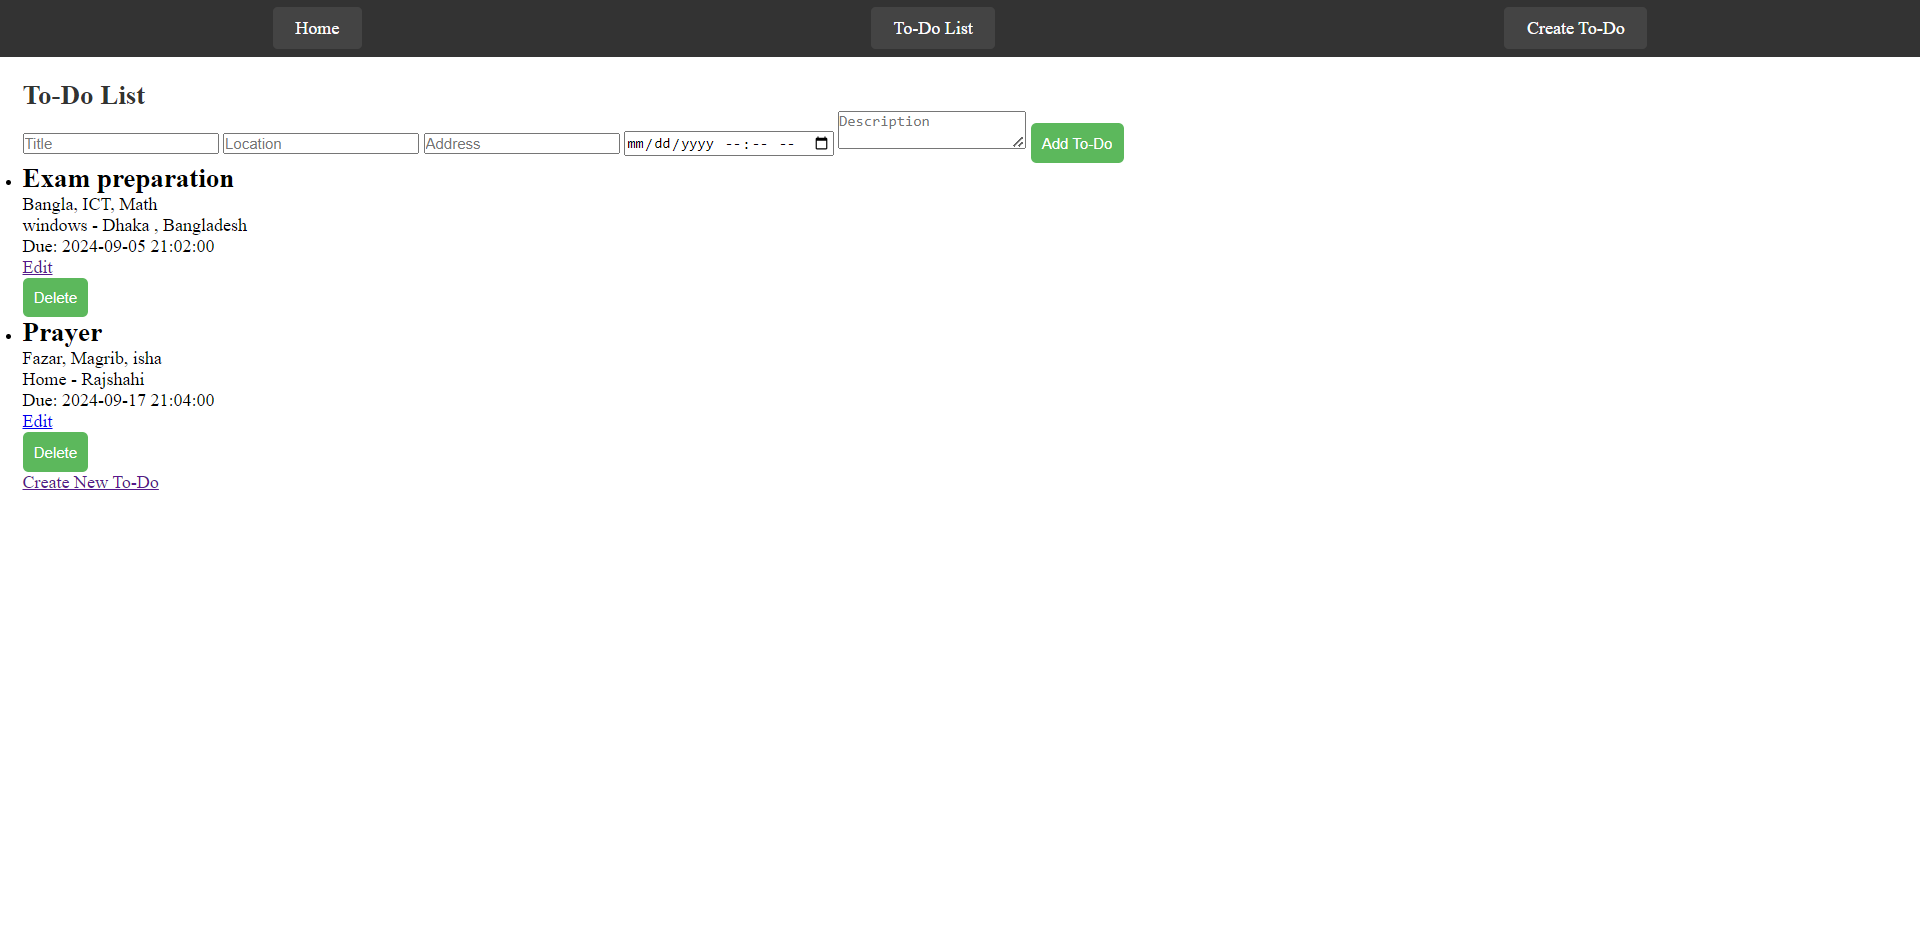 Home To-Do List Create To-Do
To-Do List
Title Location Address mm/dd/yyyy --:-- -- Description Add To-Do
Exam preparation
Bangla, ICT, Math
windows - Dhaka , Bangladesh
Due: 2024-09-05 21:02:00
Edit
Delete
Prayer
Fazar, Magrib, isha
Home - Rajshahi
Due: 2024-09-17 21:04:00
Edit
Delete
Create New To-Do